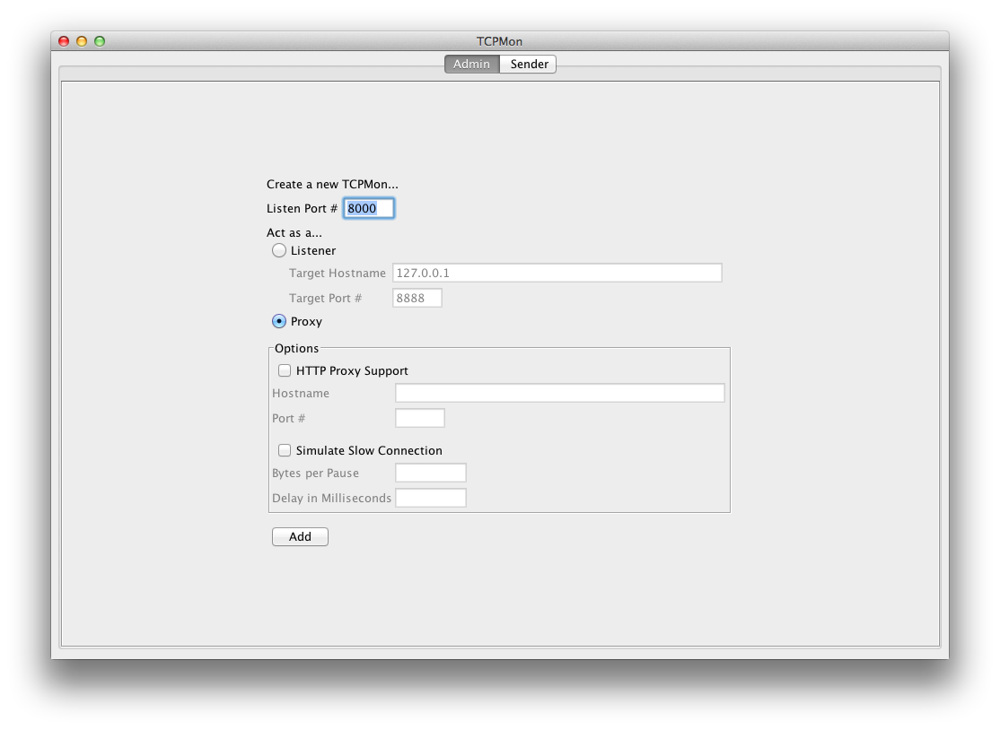 TCPMon
Admin Sender
Create a new TCPMon...
Listen Port # 8000
Act as a...
Listener
Target Hostname 127.0.0.1
Target Port # 8888
Proxy
Options
HTTP Proxy Support
Hostname
Port #
Simulate Slow Connection
Bytes per Pause
Delay in Milliseconds
Add